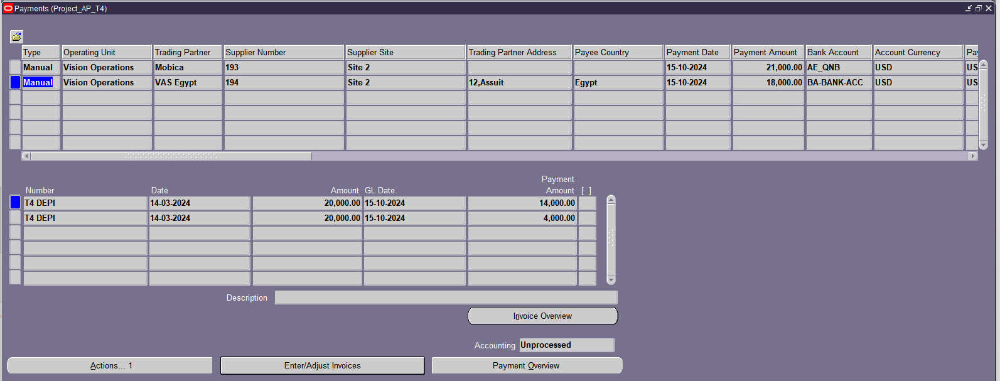 Payments (Project_AP_T4)
Type Operating Unit Trading Partner Supplier Number Supplier Site Trading Partner Address Payee Country Payment Date Payment Amount Bank Account Account Currency
Manual Vision Operations Mobica 193 Site 2 15-10-2024 21,000.00 AE_QNB USD US
Manual Vision Operations VAS Egypt 194 Site 2 12,Assuit Egypt 15-10-2024 18,000.00 BA-BANK-ACC USD US
Payment
Number Date Amount GL Date Amount [ ]
T4 DEPI 14-03-2024 20,000.00 15-10-2024 14,000.00
T4 DEPI 14-03-2024 20,000.00 15-10-2024 4,000.00
Description
Invoice Overview
Accounting Unprocessed
Actions... 1 Enter/Adjust Invoices Payment Overview